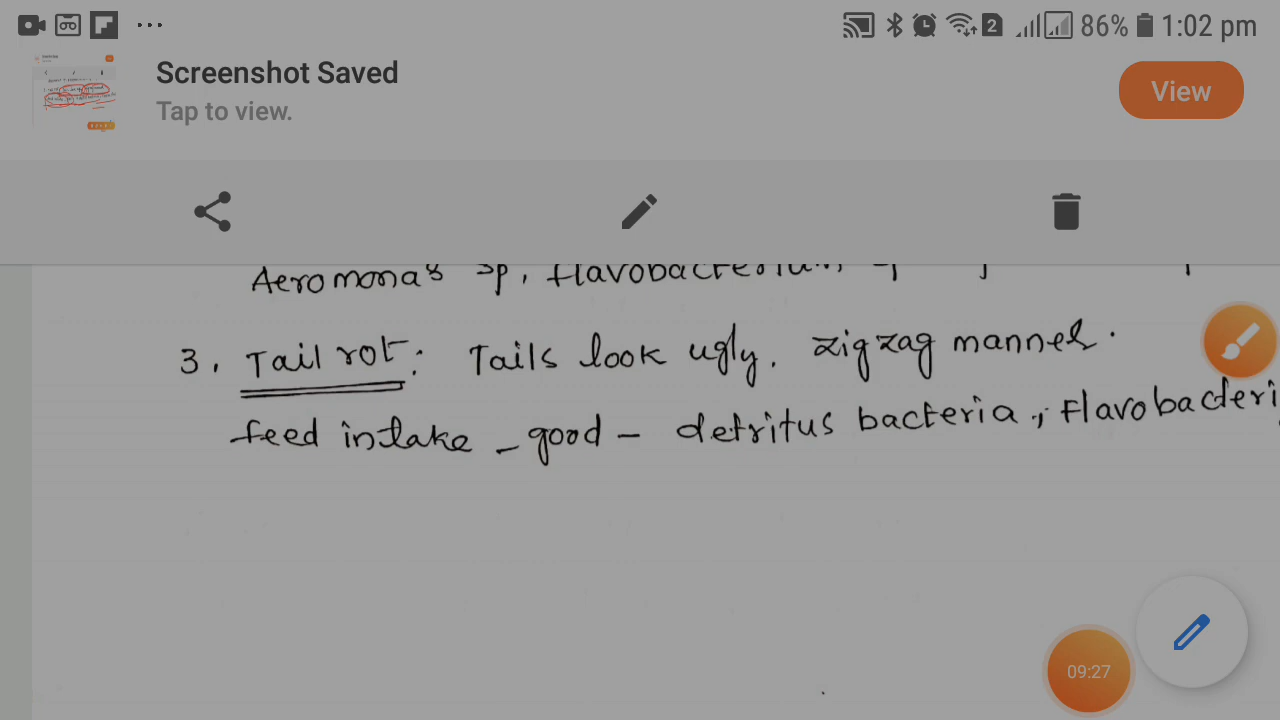 2 86% 1:02 pm
Screenshot Saved
Tap to view.
View
Aeromonas sp, flavobacterium
3. Tail rot: Tails look ugly. zigzag manner.
feed intake - good - detritus bacteria, Flavobacteri
09:27